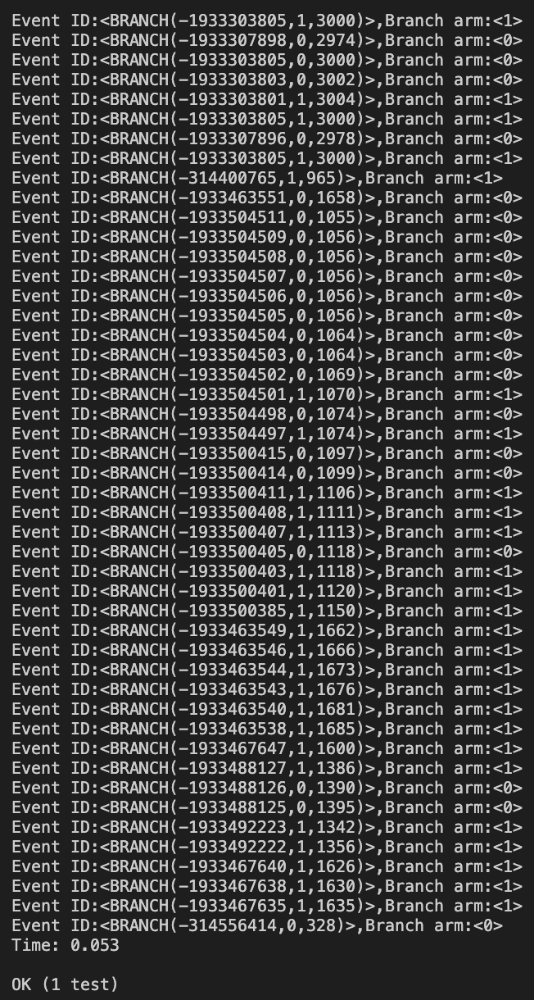 Event ID:<BRANCH(-1933303805,1,3000)>,Branch arm:<1>
Event ID:<BRANCH(-1933307898,0,2974)>,Branch arm:<0>
Event ID:<BRANCH(-1933303805,0,3000)>,Branch arm:<0>
Event ID:<BRANCH(-1933303803,0,3002)>,Branch arm:<0>
Event ID:<BRANCH(-1933303801,1,3004)>,Branch arm:<1>
Event ID:<BRANCH(-1933303805,1,3000)>,Branch arm:<1>
Event ID:<BRANCH(-1933307896,0,2978)>,Branch arm:<0>
Event ID:<BRANCH(-1933303805,1,3000)>,Branch arm:<1>
Event ID:<BRANCH(-314400765,1,965)>,Branch arm:<1>
Event ID:<BRANCH(-1933463551,0,1658)>,Branch arm:<0>
Event ID:<BRANCH(-1933504511,0,1055)>,Branch arm:<0>
Event ID:<BRANCH(-1933504509,0,1056)>,Branch arm:<0>
Event ID:<BRANCH(-1933504508,0,1056)>,Branch arm:<0>
Event ID:<BRANCH(-1933504507,0,1056)>,Branch arm:<0>
Event ID:<BRANCH(-1933504506,0,1056)>,Branch arm:<0>
Event ID:<BRANCH(-1933504505,0,1056)>,Branch arm:<0>
Event ID:<BRANCH(-1933504504,0,1064)>,Branch arm:<0>
Event ID:<BRANCH(-1933504503,0,1064)>,Branch arm:<0>
Event ID:<BRANCH(-1933504502,0,1069)>,Branch arm:<0>
Event ID:<BRANCH(-1933504501,1,1070)>,Branch arm:<1>
Event ID:<BRANCH(-1933504498,0,1074)>,Branch arm:<0>
Event ID:<BRANCH(-1933504497,1,1074)>,Branch arm:<1>
Event ID:<BRANCH(-1933500415,0,1097)>,Branch arm:<0>
Event ID:<BRANCH(-1933500414,0,1099)>,Branch arm:<0>
Event ID:<BRANCH(-1933500411,1,1106)>,Branch arm:<1>
Event ID:<BRANCH(-1933500408,1,1111)>,Branch arm:<1>
Event ID:<BRANCH(-1933500407,1,1113)>,Branch arm:<1>
Event ID:<BRANCH(-1933500405,0,1118)>,Branch arm:<0>
Event ID:<BRANCH(-1933500403,1,1118)>,Branch arm:<1>
Event ID:<BRANCH(-1933500401,1,1120)>,Branch arm:<1>
Event ID:<BRANCH(-1933500385,1,1150)>,Branch arm:<1>
Event ID:<BRANCH(-1933463549,1,1662)>,Branch arm:<1>
Event ID:<BRANCH(-1933463546,1,1666)>,Branch arm:<1>
Event ID:<BRANCH(-1933463544,1,1673)>,Branch arm:<1>
Event ID:<BRANCH(-1933463543,1,1676)>,Branch arm:<1>
Event ID:<BRANCH(-1933463540,1,1681)>,Branch arm:<1>
Event ID:<BRANCH(-1933463538,1,1685)>,Branch arm:<1>
Event ID:<BRANCH(-1933467647,1,1600)>,Branch arm:<1>
Event ID:<BRANCH(-1933488127,1,1386)>,Branch arm:<1>
Event ID:<BRANCH(-1933488126,0,1390)>,Branch arm:<0>
Event ID:<BRANCH(-1933488125,0,1395)>,Branch arm:<0>
Event ID:<BRANCH(-1933492223,1,1342)>,Branch arm:<1>
Event ID:<BRANCH(-1933492222,1,1356)>,Branch arm:<1>
Event ID:<BRANCH(-1933467640,1,1626)>,Branch arm:<1>
Event ID:<BRANCH(-1933467638,1,1630)>,Branch arm:<1>
Event ID:<BRANCH(-1933467635,1,1635)>,Branch arm:<1>
Event ID:<BRANCH(-314556414,0,328)>,Branch arm:<0>
Time: 0.053
OK (1 test)